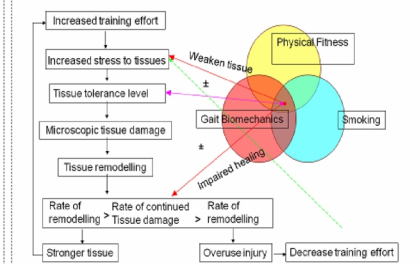 Increased training effort
Physical Fitness
Increased stress to tissues
Weaken tissue
±
Tissue tolerance level
Gait Biomechanics
Smoking
Microscopic tissue damage
±
Impaired healing
Tissue remodelling
Rate of remodelling > Rate of continued Tissue damage > Rate of remodelling
Stronger tissue
Overuse injury
Decrease training effort